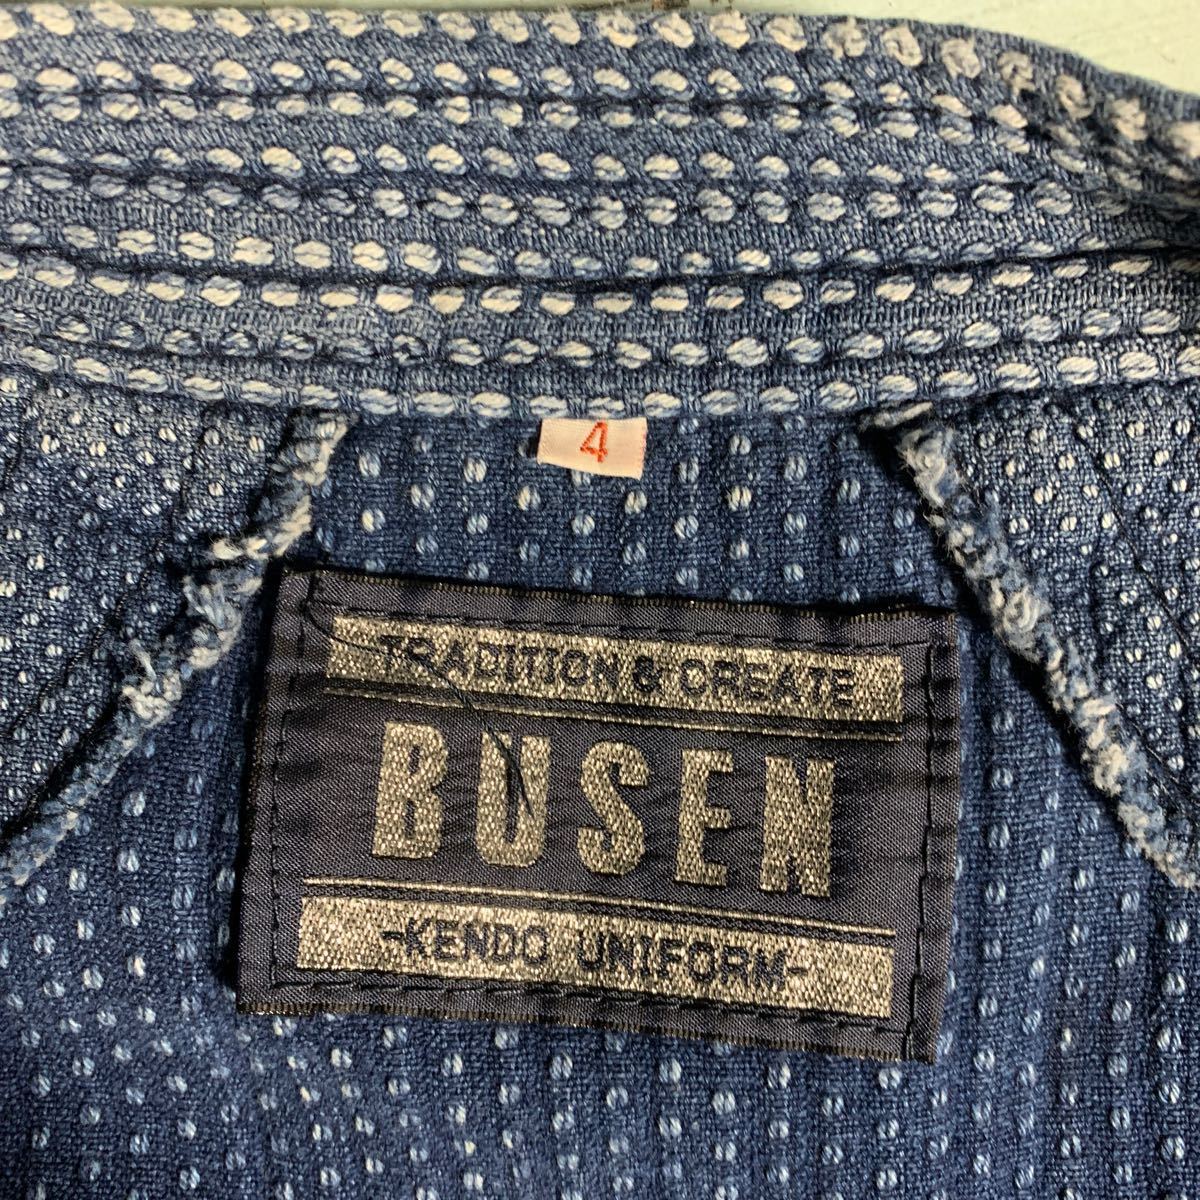 4
TRADITION & CREATE
BUSEN
-KENDO UNIFORM-